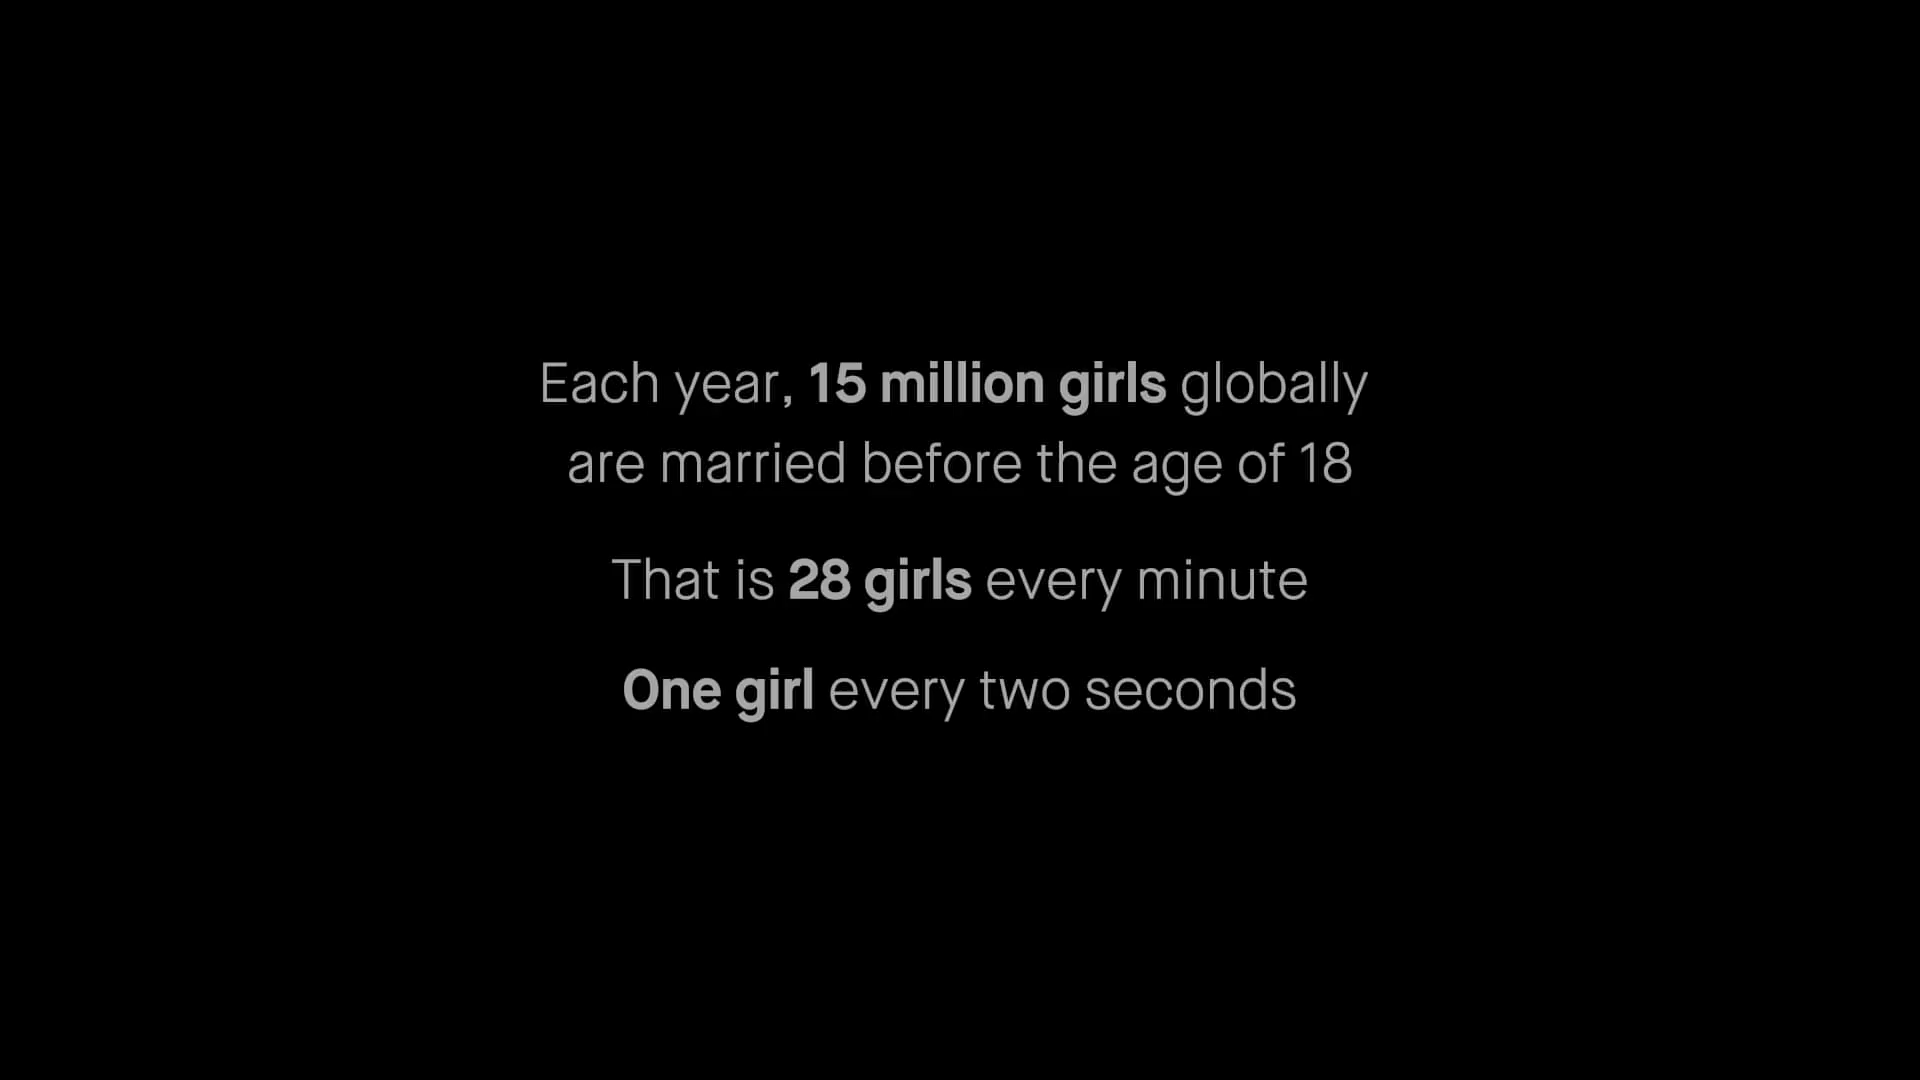 Each year, 15 million girls globally
are married before the age of 18
That is 28 girls every minute
One girl every two seconds